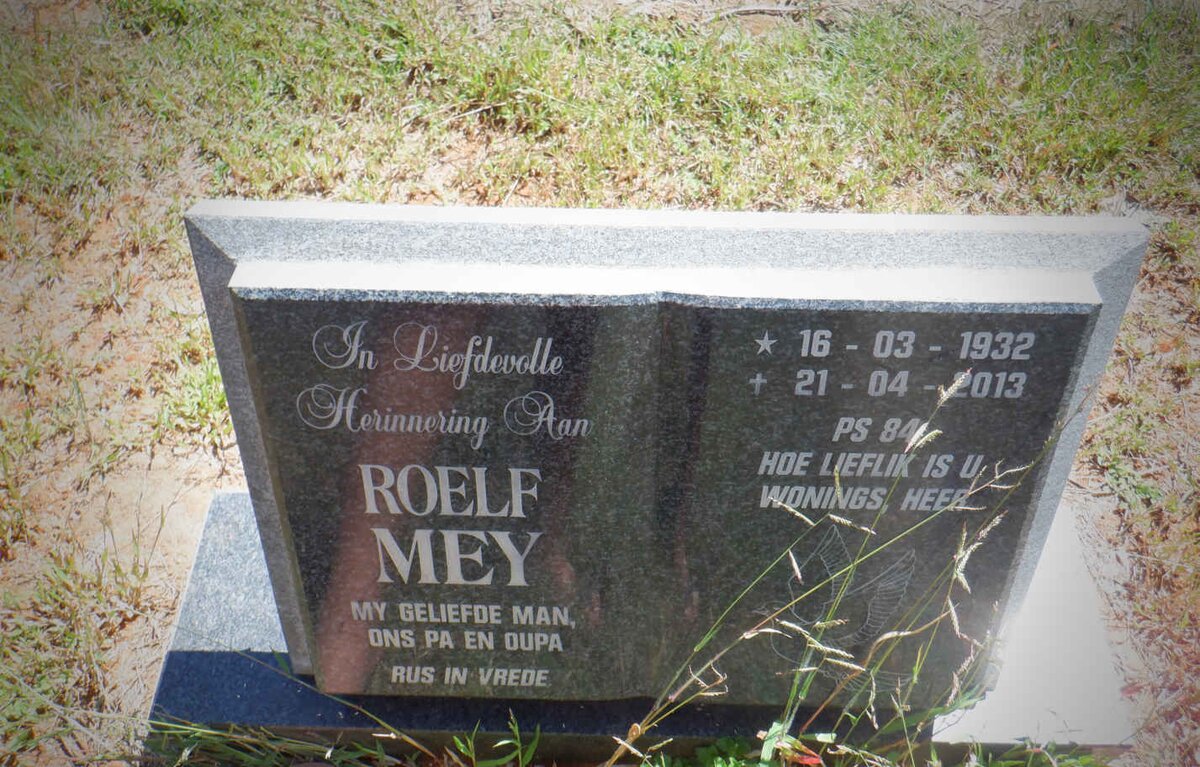 In Liefdevolle
Herinnering Aan
ROELF
MEY
MY GELIEFDE MAN,
ONS PA EN OUPA
RUS IN VREDE
★ 16 - 03 - 1932
✝ 21 - 04 - 2013
PS 84
HOE LIEFLIK IS U
WONINGS, HEER